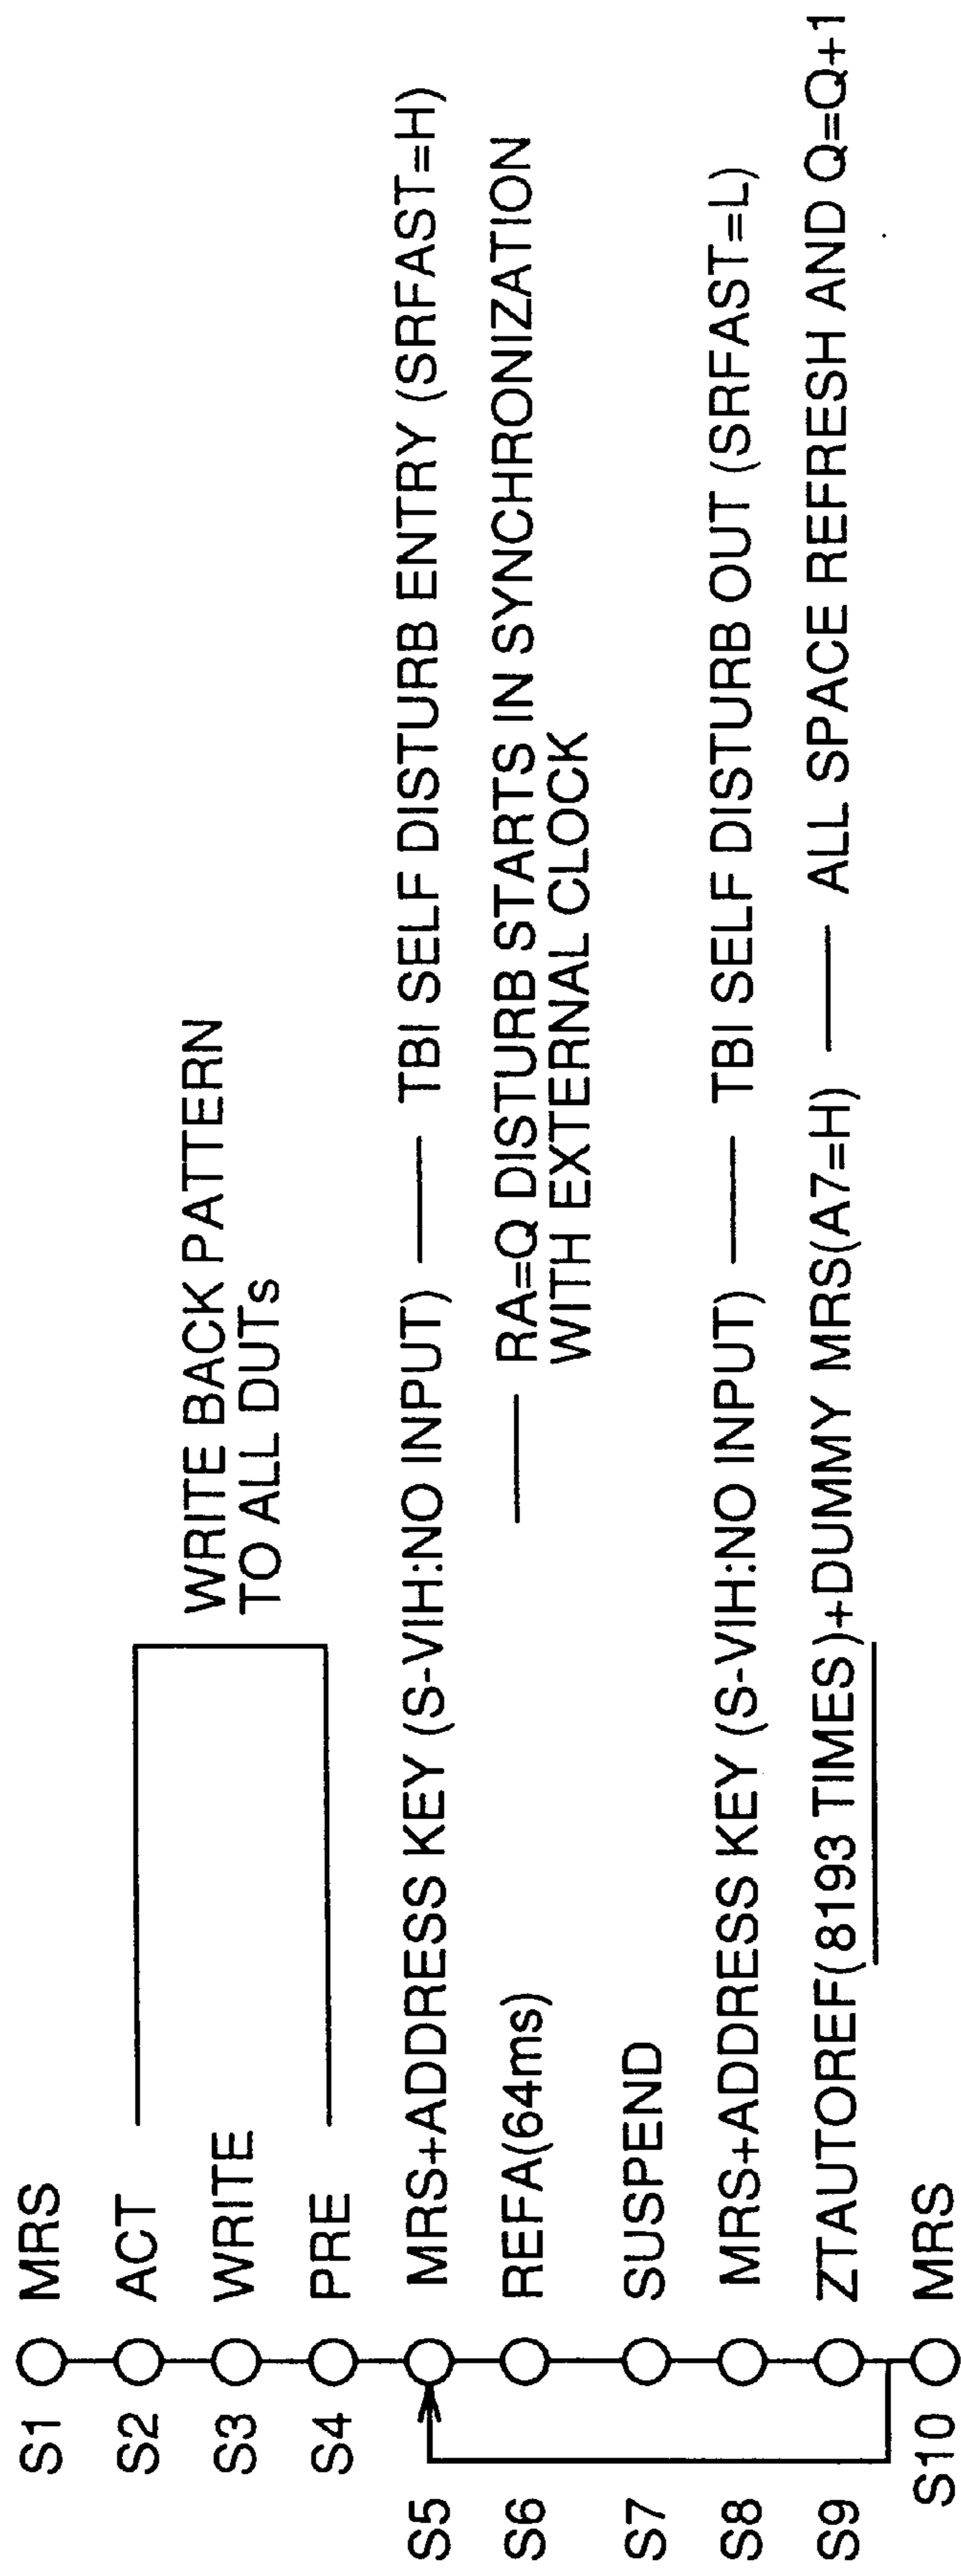 S1 MRS
S2 ACT
WRITE BACK PATTERN
TO ALL DUTs
S3 WRITE
S4 PRE
S5 MRS+ADDRESS KEY (S-VIH:NO INPUT) — TBI SELF DISTURB ENTRY (SRFAST=H)
S6 REFA(64ms) — RA=Q DISTURB STARTS IN SYNCHRONIZATION
WITH EXTERNAL CLOCK
S7 SUSPEND
S8 MRS+ADDRESS KEY (S-VIH:NO INPUT) — TBI SELF DISTURB OUT (SRFAST=L)
S9 ZTAUTOREF(8193 TIMES)+DUMMY MRS(A7=H) — ALL SPACE REFRESH AND Q=Q+1
S10 MRS